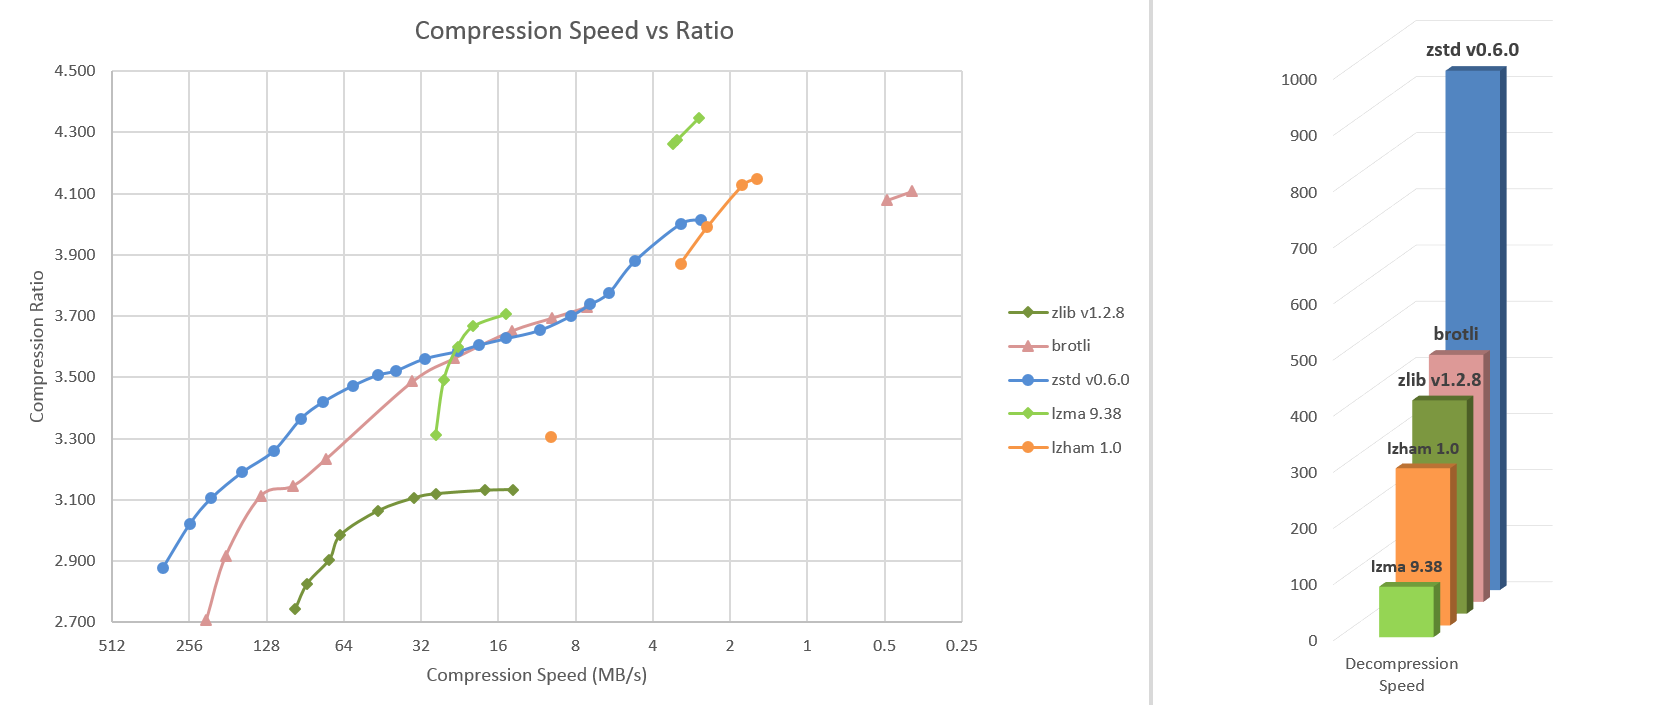 Compression Speed vs Ratio
4.500
4.300
4.100
3.900
3.700
3.500
3.300
3.100
2.900
2.700
Compression Ratio
512 256 128 64 32 16 8 4 2 1 0.5 0.25
Compression Speed (MB/s)
zlib v1.2.8
brotli
zstd v0.6.0
lzma 9.38
lzham 1.0
zstd v0.6.0
brotli
zlib v1.2.8
lzham 1.0
lzma 9.38
1000
900
800
700
600
500
400
300
200
100
0
Decompression
Speed